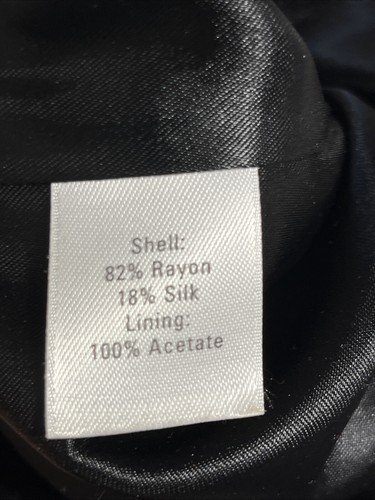 Shell:
82% Rayon
18% Silk
Lining:
100% Acetate